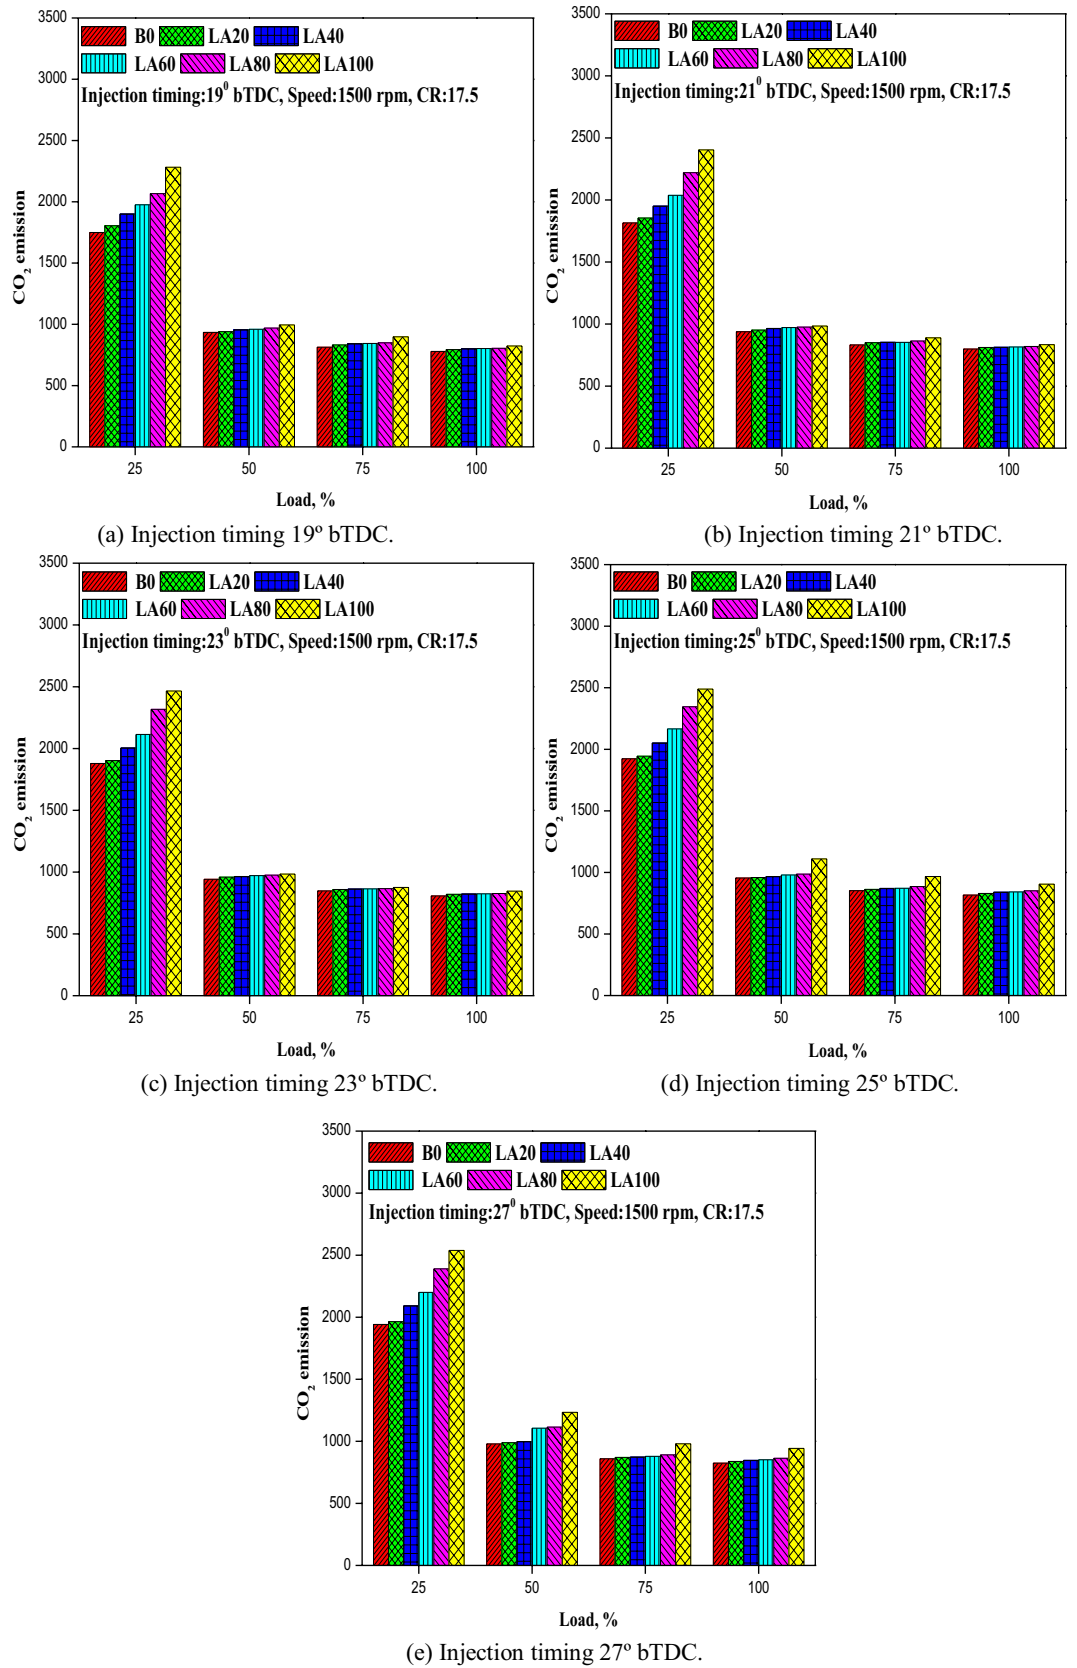 B0 LA20 LA40
LA60 LA80 LA100
Injection timing:19⁰ bTDC, Speed:1500 rpm, CR:17.5
3500
3000
2500
2000
1500
1000
500
0
CO₂ emission
25 50 75 100
Load, %
(a) Injection timing 19º bTDC.
B0 LA20 LA40
LA60 LA80 LA100
Injection timing:21⁰ bTDC, Speed:1500 rpm, CR:17.5
3500
3000
2500
2000
1500
1000
500
0
CO₂ emission
25 50 75 100
Load, %
(b) Injection timing 21º bTDC.
B0 LA20 LA40
LA60 LA80 LA100
Injection timing:23⁰ bTDC, Speed:1500 rpm, CR:17.5
3500
3000
2500
2000
1500
1000
500
0
CO₂ emission
25 50 75 100
Load, %
(c) Injection timing 23º bTDC.
B0 LA20 LA40
LA60 LA80 LA100
Injection timing:25⁰ bTDC, Speed:1500 rpm, CR:17.5
3500
3000
2500
2000
1500
1000
500
0
CO₂ emission
25 50 75 100
Load, %
(d) Injection timing 25º bTDC.
B0 LA20 LA40
LA60 LA80 LA100
Injection timing:27⁰ bTDC, Speed:1500 rpm, CR:17.5
3500
3000
2500
2000
1500
1000
500
0
CO₂ emission
25 50 75 100
Load, %
(e) Injection timing 27º bTDC.